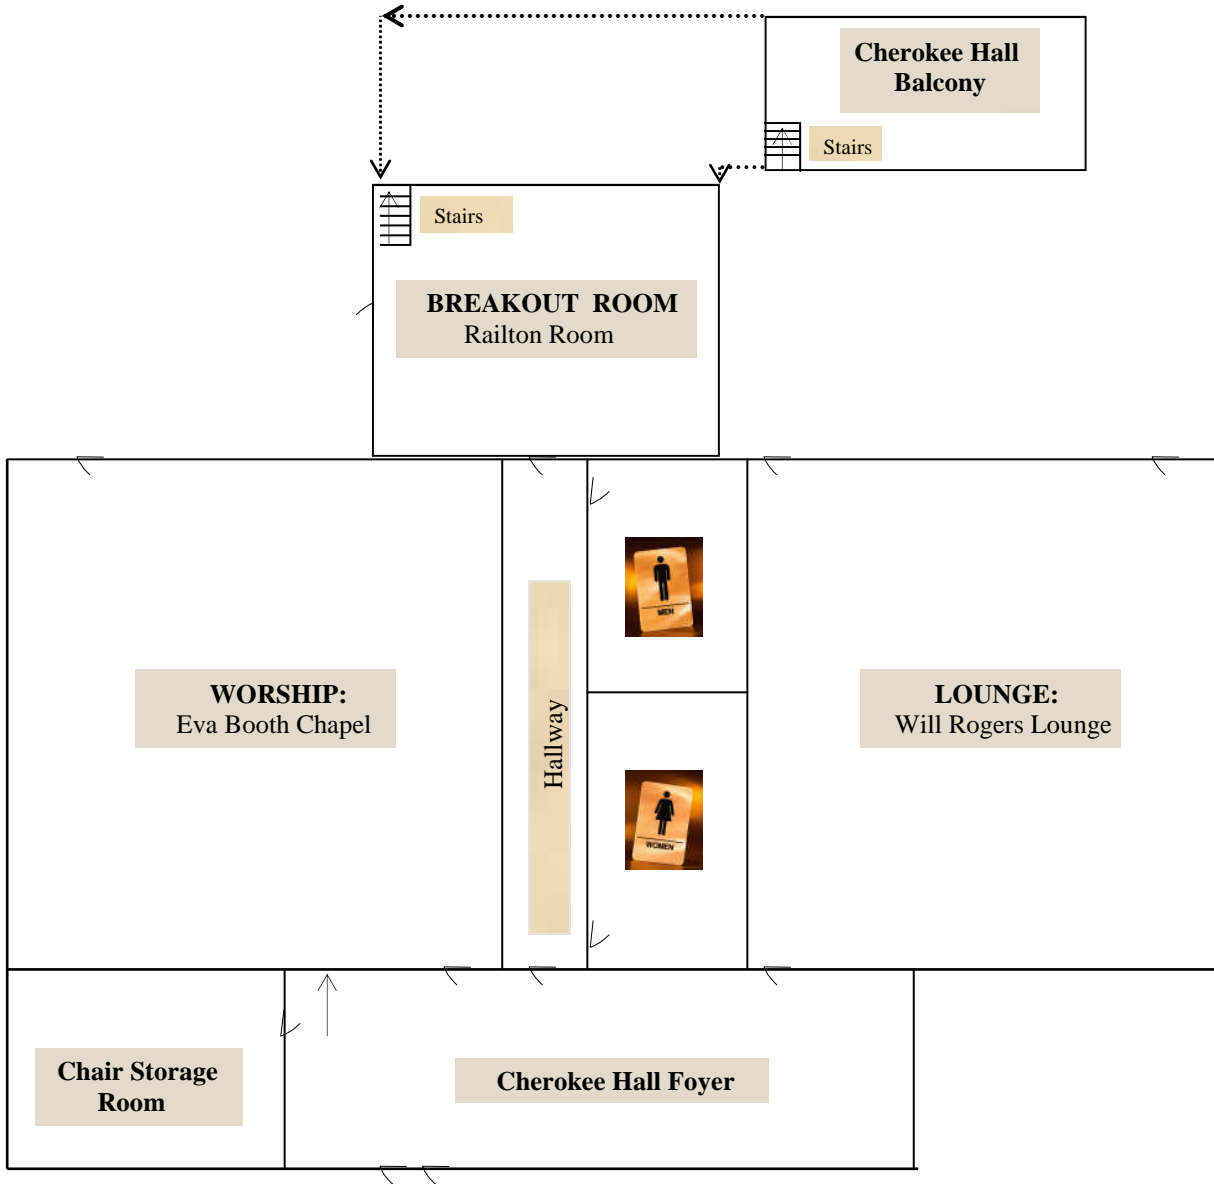 Cherokee Hall
Balcony
Stairs
Stairs
BREAKOUT ROOM
Railton Room
MEN
WORSHIP:
Eva Booth Chapel
Hallway
LOUNGE:
Will Rogers Lounge
WOMEN
Chair Storage
Room
Cherokee Hall Foyer